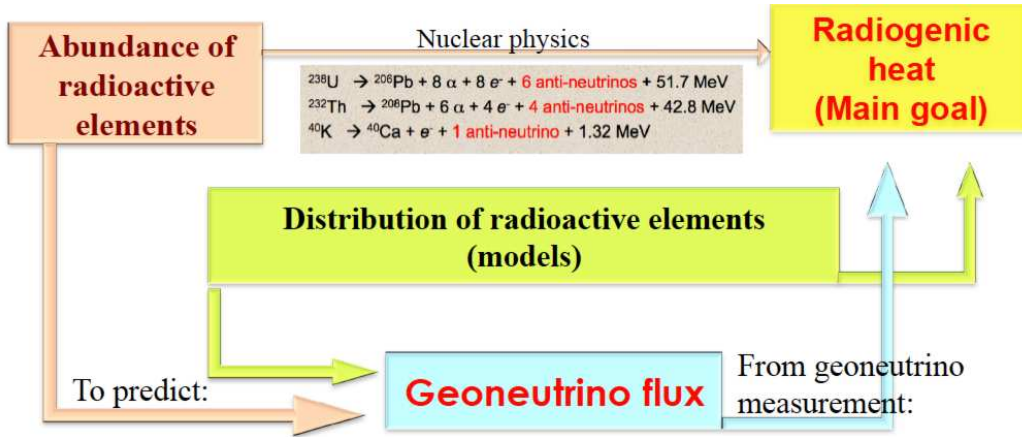 Abundance of
radioactive
elements
Nuclear physics
²³⁸U → ²⁰⁶Pb + 8 α + 8 e⁻ + 6 anti-neutrinos + 51.7 MeV
²³²Th → ²⁰⁸Pb + 6 α + 4 e⁻ + 4 anti-neutrinos + 42.8 MeV
⁴⁰K → ⁴⁰Ca + e⁻ + 1 anti-neutrino + 1.32 MeV
Radiogenic
heat
(Main goal)
Distribution of radioactive elements
(models)
To predict:
Geoneutrino flux
From geoneutrino
measurement: